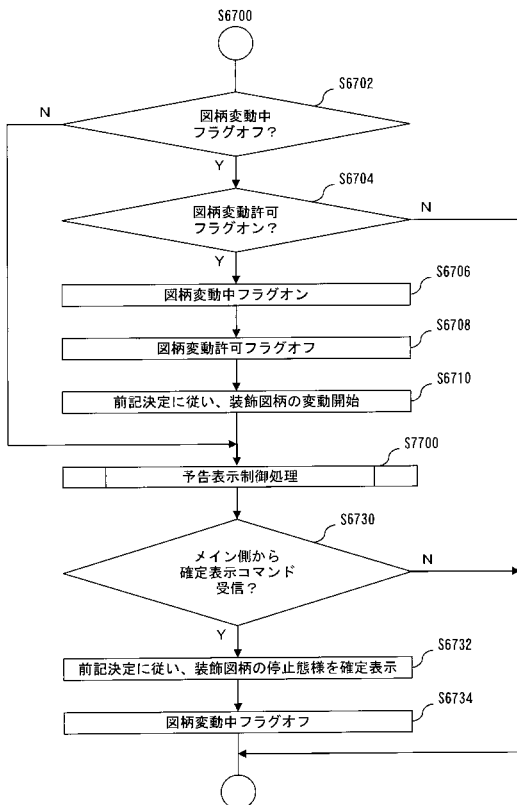 S6700
S6702
N
図柄変動中
フラグオフ？
Y
S6704
図柄変動許可
フラグオン？
N
Y
S6706
図柄変動中フラグオン
S6708
図柄変動許可フラグオフ
S6710
前記決定に従い、装飾図柄の変動開始
S7700
予告表示制御処理
S6730
メイン側から
確定表示コマンド
受信？
N
Y
S6732
前記決定に従い、装飾図柄の停止態様を確定表示
S6734
図柄変動中フラグオフ